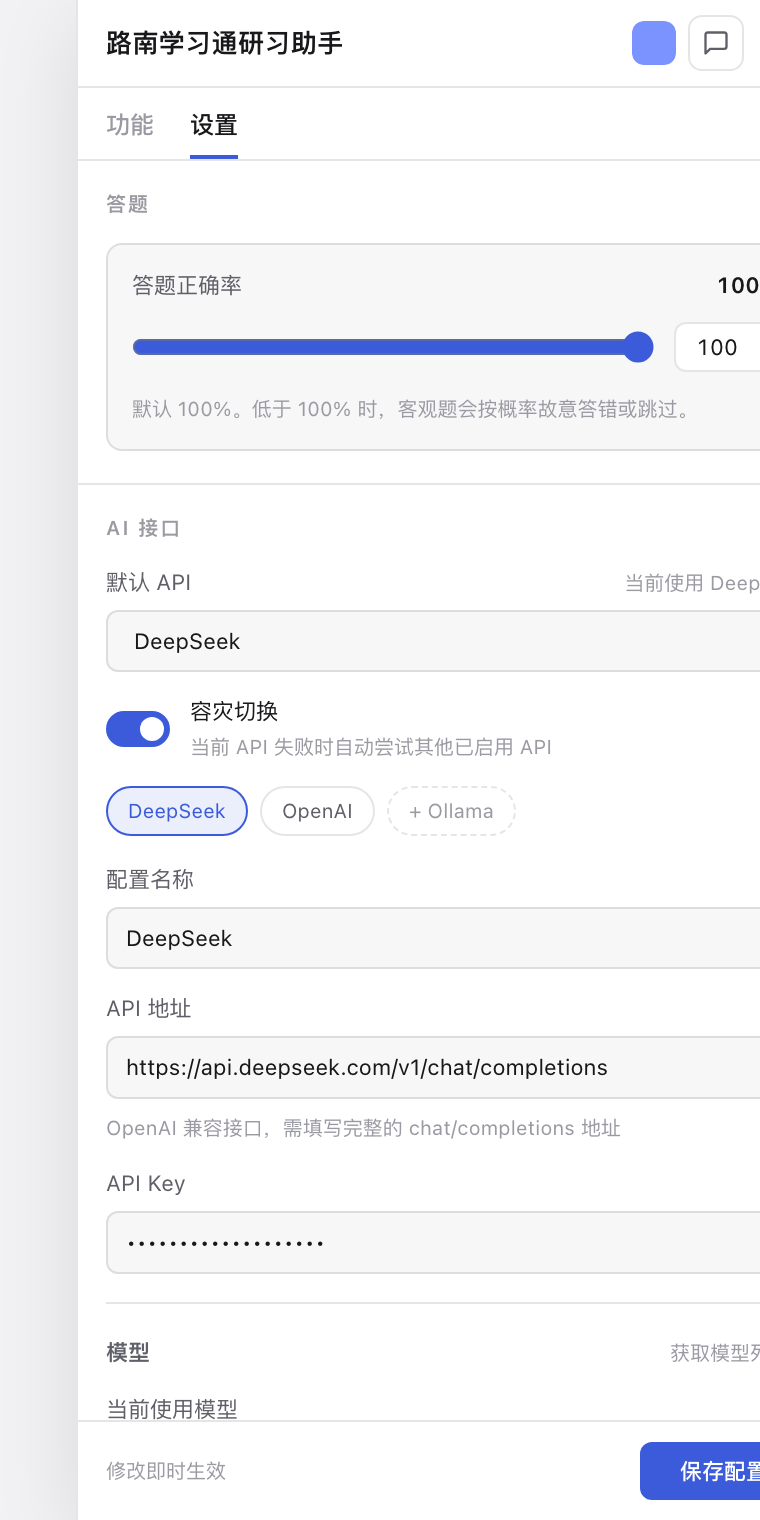 路南学习通研习助手
功能 设置
答题
答题正确率 100
100
默认 100%。低于 100% 时，客观题会按概率故意答错或跳过。
AI 接口
默认 API 当前使用 Deep
DeepSeek
容灾切换
当前 API 失败时自动尝试其他已启用 API
DeepSeek OpenAI + Ollama
配置名称
DeepSeek
API 地址
https://api.deepseek.com/v1/chat/completions
OpenAI 兼容接口，需填写完整的 chat/completions 地址
API Key
模型 获取模型列
当前使用模型
修改即时生效 保存配置